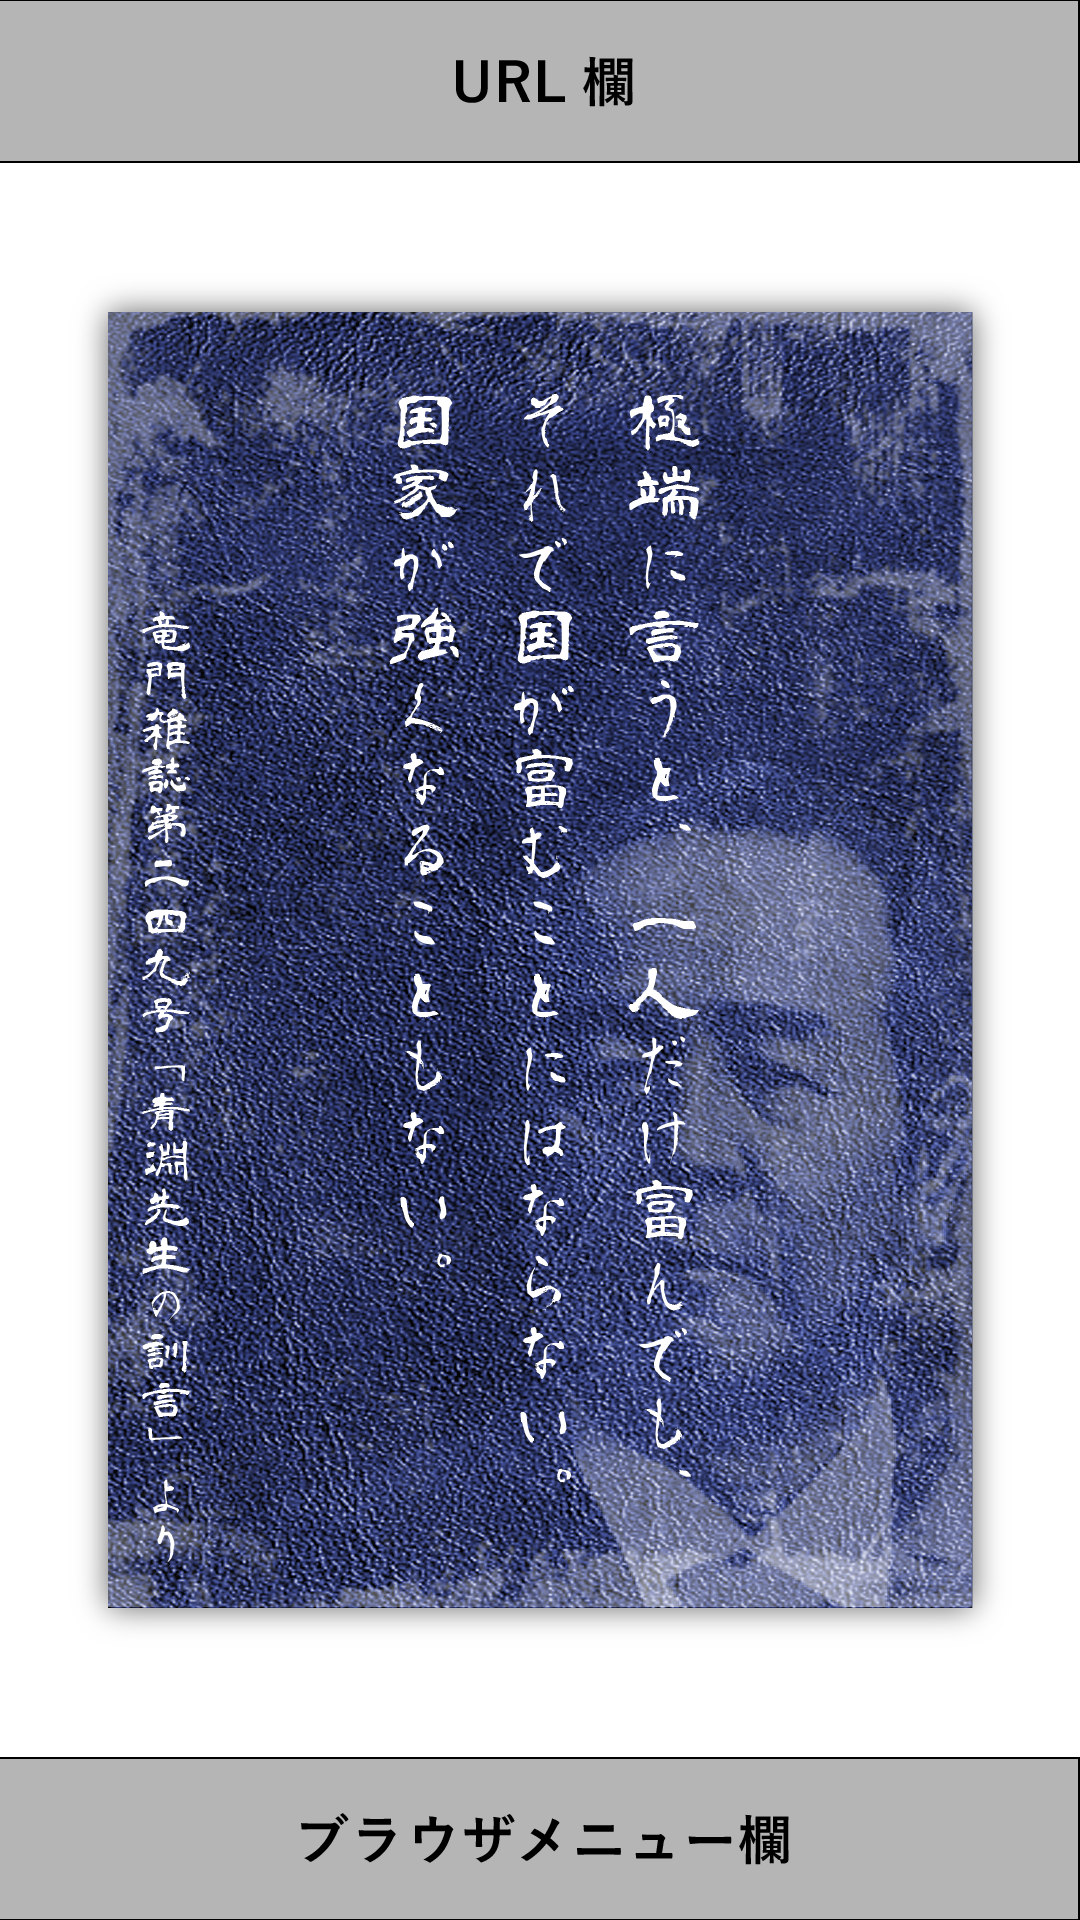 URL 欄
極端に言うと、一人だけ富んでも、
それで国が富むことにはならない。
国家が強くなることもない。
竜門雑誌第二四九号「青淵先生の訓言」より
ブラウザメニュー欄